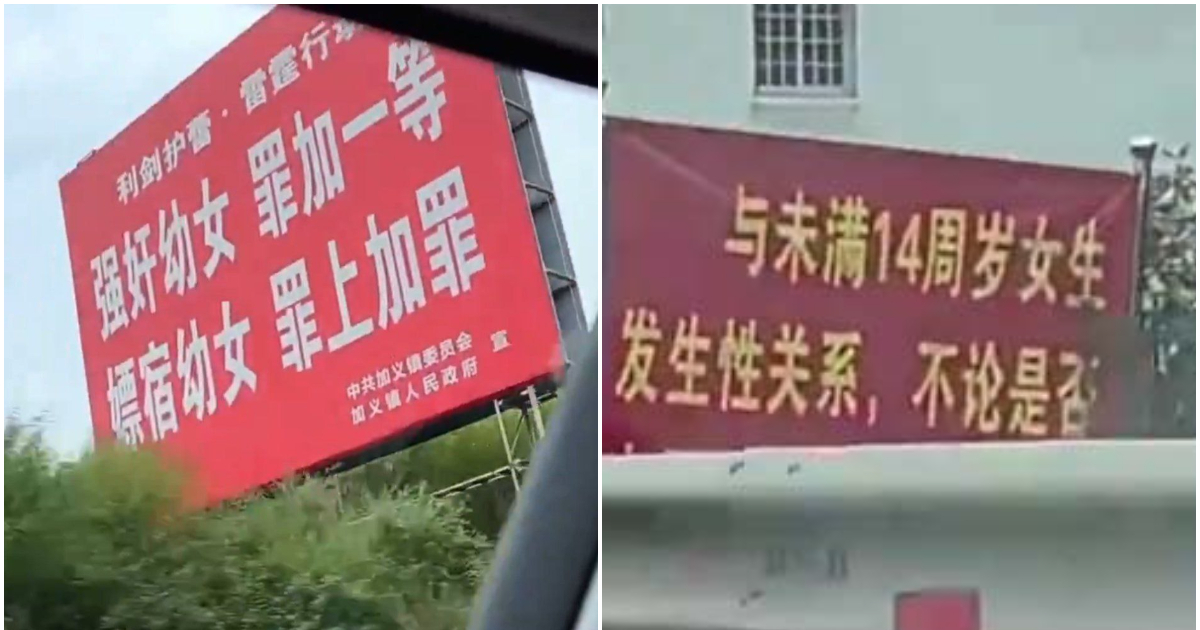 利剑护蕾·雷霆行动
强奸幼女 罪加一等
嫖宿幼女 罪上加罪
中共加义镇委员会
加义镇人民政府
宣
与未满14周岁女生
发生性关系，不论是否